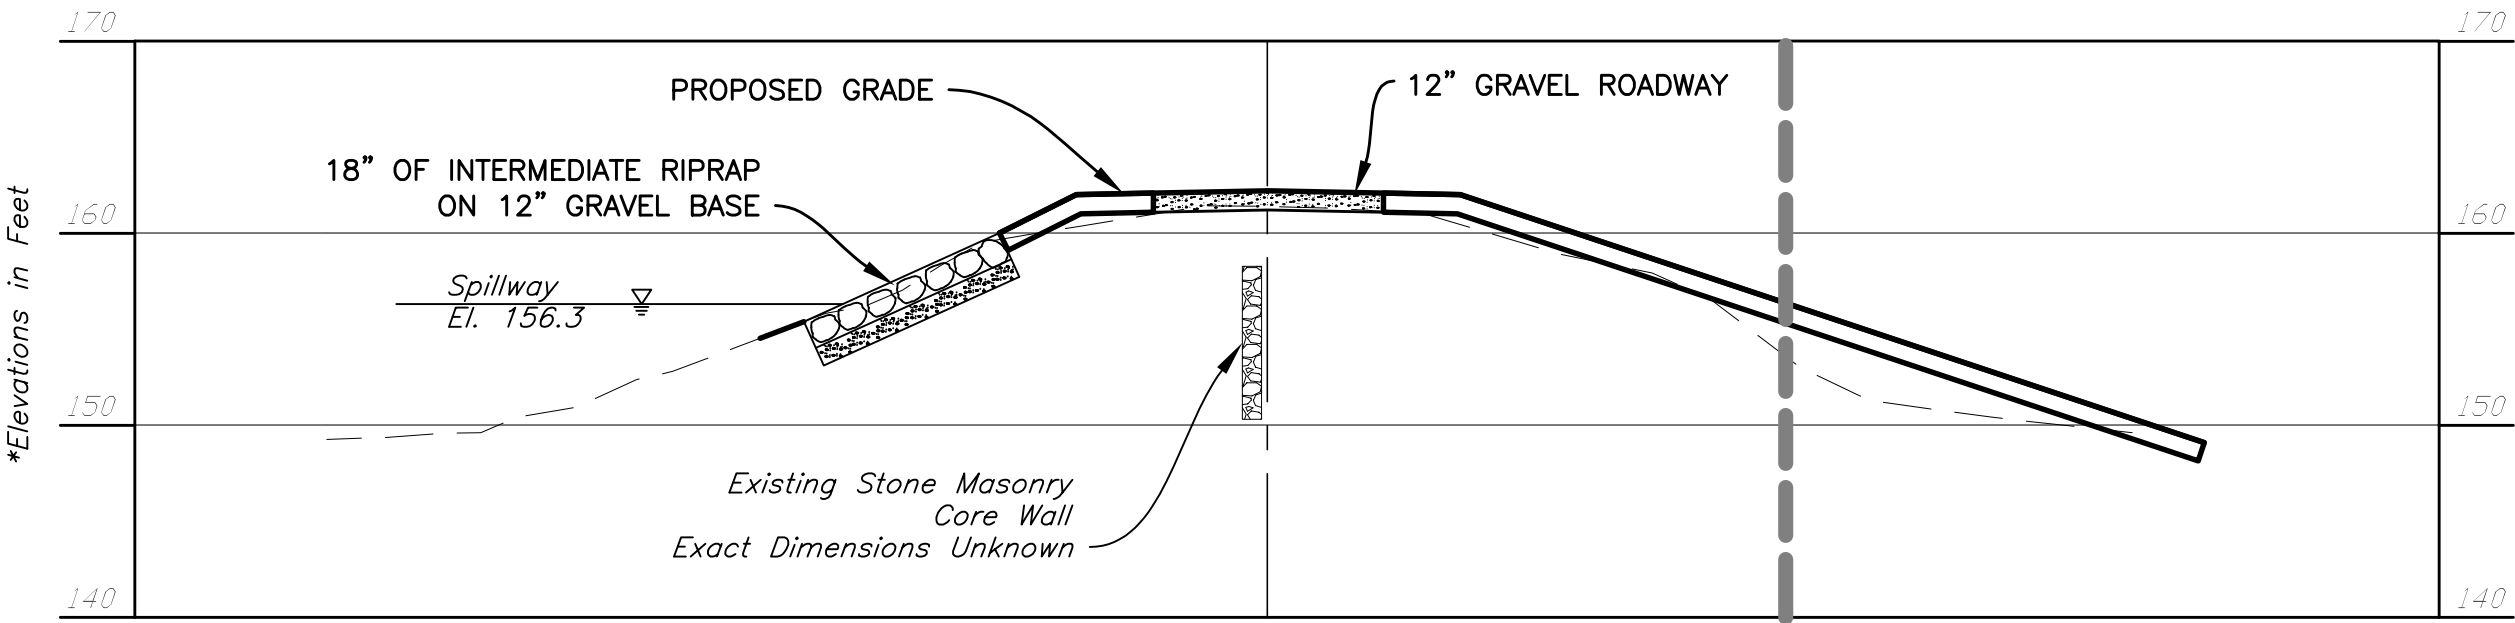 170
170
PROPOSED GRADE
12" GRAVEL ROADWAY
18" OF INTERMEDIATE RIPRAP
ON 12" GRAVEL BASE
160
160
*Elevations in Feet
Spillway
El. 156.3
150
150
Existing Stone Masonry
Core Wall
Exact Dimensions Unknown
140
140